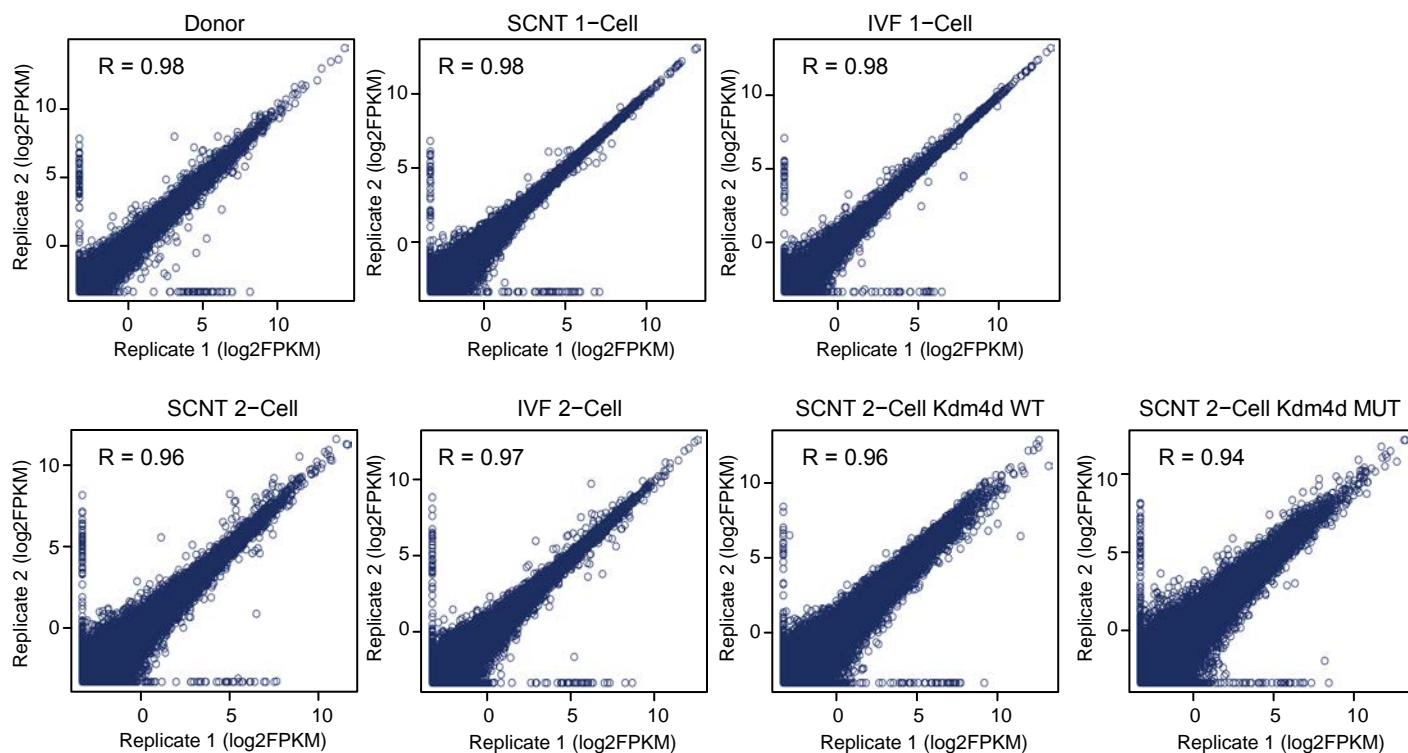 Donor
R = 0.98
Replicate 2 (log2FPKM)
10
5
0
0 5 10
Replicate 1 (log2FPKM)
SCNT 1−Cell
R = 0.98
Replicate 2 (log2FPKM)
10
5
0
0 5 10
Replicate 1 (log2FPKM)
IVF 1−Cell
R = 0.98
Replicate 2 (log2FPKM)
10
5
0
0 5 10
Replicate 1 (log2FPKM)
SCNT 2−Cell
R = 0.96
Replicate 2 (log2FPKM)
10
5
0
0 5 10
Replicate 1 (log2FPKM)
IVF 2−Cell
R = 0.97
Replicate 2 (log2FPKM)
10
5
0
0 5 10
Replicate 1 (log2FPKM)
SCNT 2−Cell Kdm4d WT
R = 0.96
Replicate 2 (log2FPKM)
10
5
0
0 5 10
Replicate 1 (log2FPKM)
SCNT 2−Cell Kdm4d MUT
R = 0.94
Replicate 2 (log2FPKM)
10
5
0
0 5 10
Replicate 1 (log2FPKM)